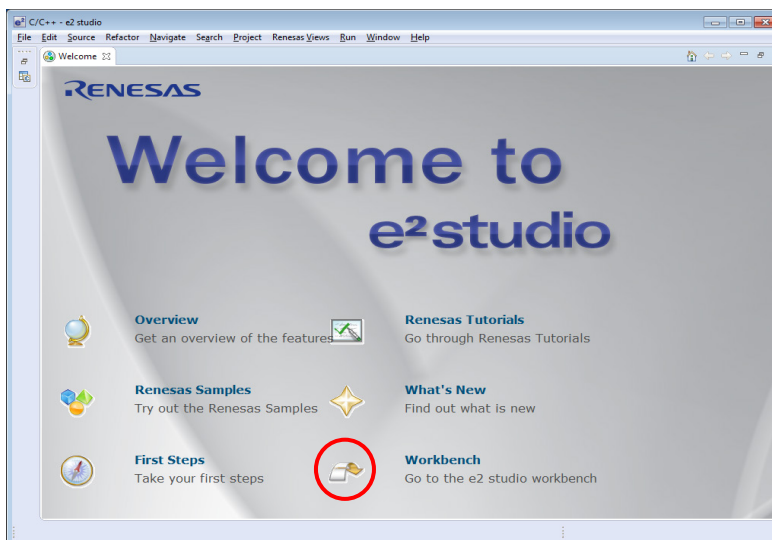 C/C++ - e2 studio
File Edit Source Refactor Navigate Search Project Renesas Views Run Window Help
Welcome
RENESAS
Welcome to
e² studio
Overview
Get an overview of the features
Renesas Tutorials
Go through Renesas Tutorials
Renesas Samples
Try out the Renesas Samples
What's New
Find out what is new
First Steps
Take your first steps
Workbench
Go to the e2 studio workbench